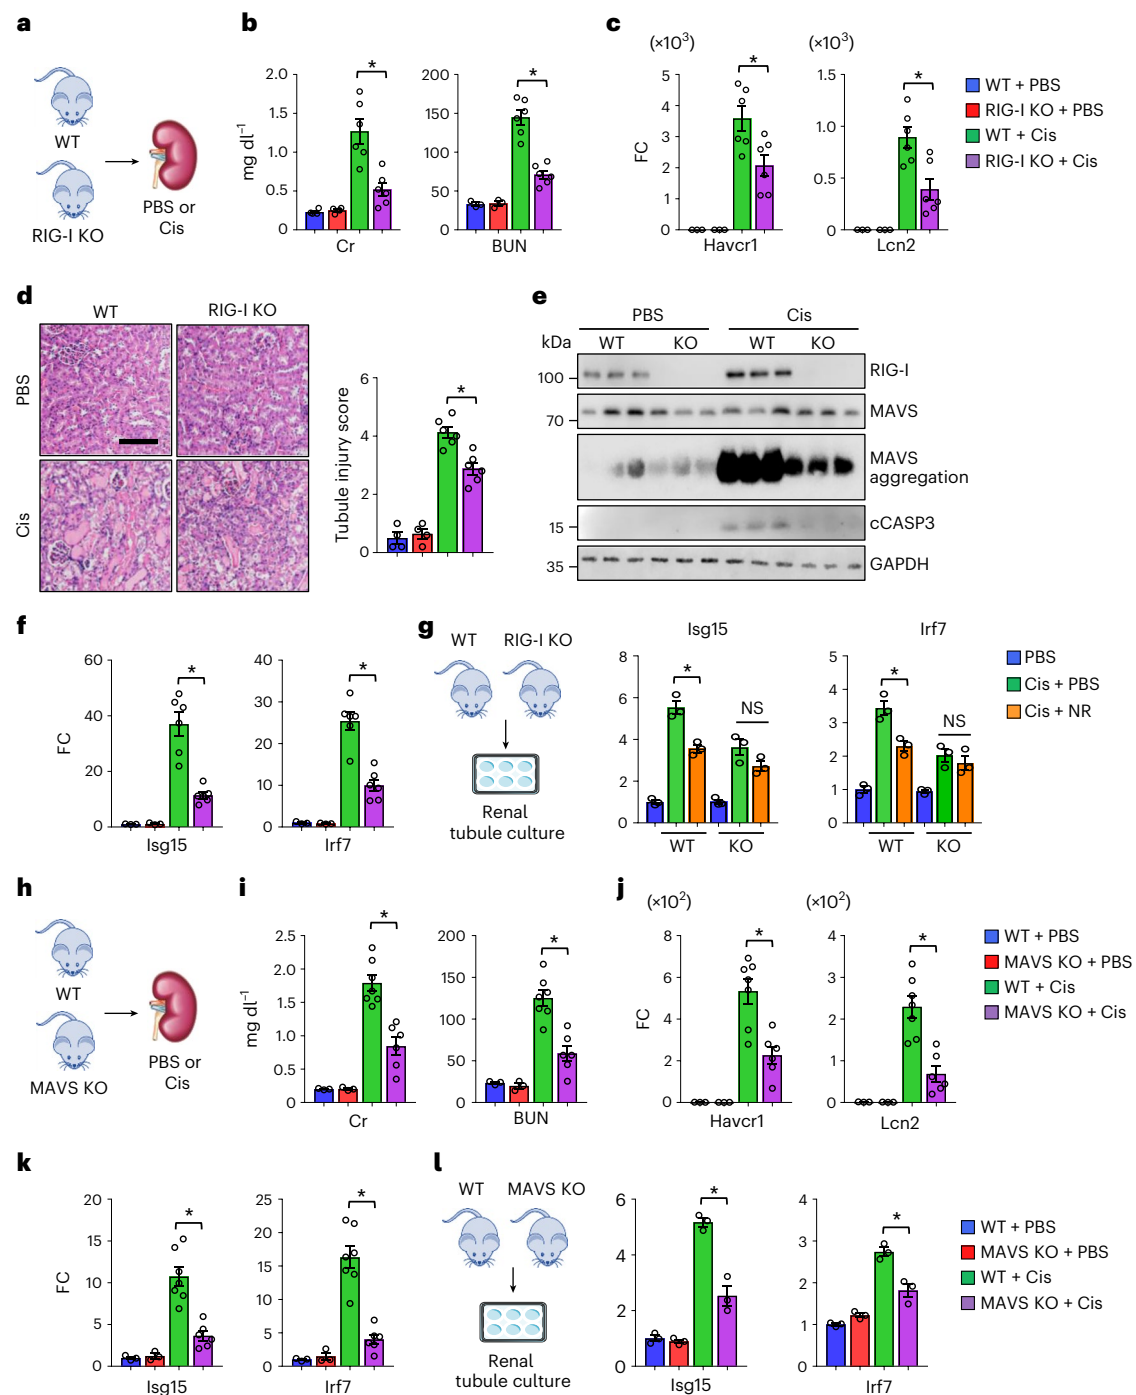 a
WT
RIG-I KO
PBS or
Cis
b
mg dl⁻¹
2.0
1.5
1.0
0.5
0
*
Cr
200
150
100
50
0
*
BUN
c
(×10³)
FC
5
4
3
2
1
0
*
Havcr1
(×10³)
1.5
1.0
0.5
0
*
Lcn2
WT + PBS
RIG-I KO + PBS
WT + Cis
RIG-I KO + Cis
d
WT
RIG-I KO
PBS
Cis
Tubule injury score
6
4
2
0
*
e
PBS
Cis
kDa
WT
KO
WT
KO
100
RIG-I
70
MAVS
MAVS
aggregation
15
cCASP3
35
GAPDH
f
FC
60
40
20
0
*
Isg15
40
30
20
10
0
*
Irf7
g
WT
RIG-I KO
Renal
tubule culture
Isg15
8
6
4
2
0
*
NS
WT
KO
Irf7
5
4
3
2
1
0
*
NS
WT
KO
PBS
Cis + PBS
Cis + NR
h
WT
MAVS KO
PBS or
Cis
i
mg dl⁻¹
2.5
2.0
1.5
1.0
0.5
0
*
Cr
200
150
100
50
0
*
BUN
j
(×10²)
FC
8
6
4
2
0
*
Havcr1
(×10²)
4
3
2
1
0
*
Lcn2
WT + PBS
MAVS KO + PBS
WT + Cis
MAVS KO + Cis
k
FC
20
15
10
5
0
*
Isg15
25
20
15
10
5
0
*
Irf7
l
WT
MAVS KO
Renal
tubule culture
6
4
2
0
*
Isg15
4
3
2
1
0
*
Irf7
WT + PBS
MAVS KO + PBS
WT + Cis
MAVS KO + Cis